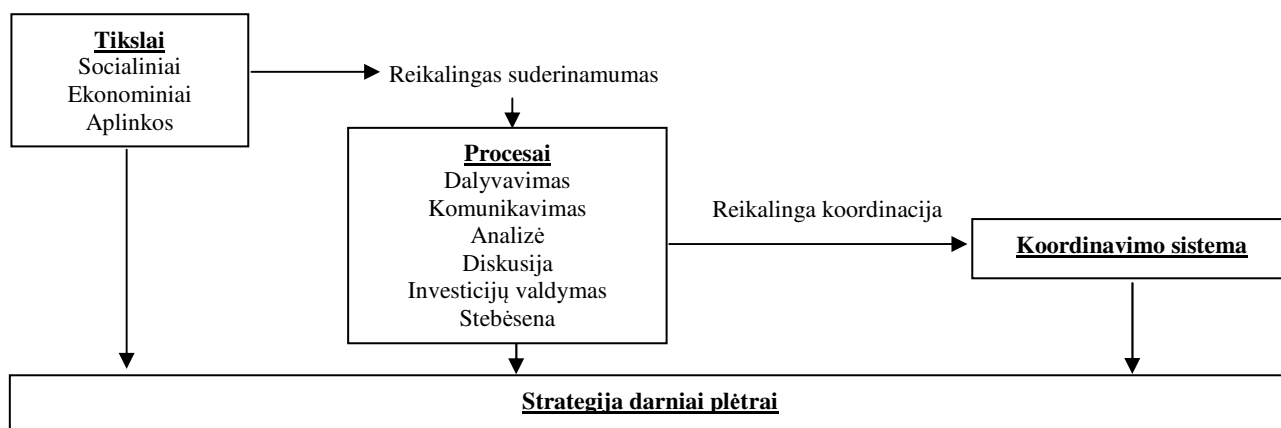 Tikslai
Socialiniai
Ekonominiai
Aplinkos
Reikalingas suderinamumas
Procesai
Dalyvavimas
Komunikavimas
Analizė
Diskusija
Investicijų valdymas
Stebėsena
Reikalinga koordinacija
Koordinavimo sistema
Strategija darniai plėtrai